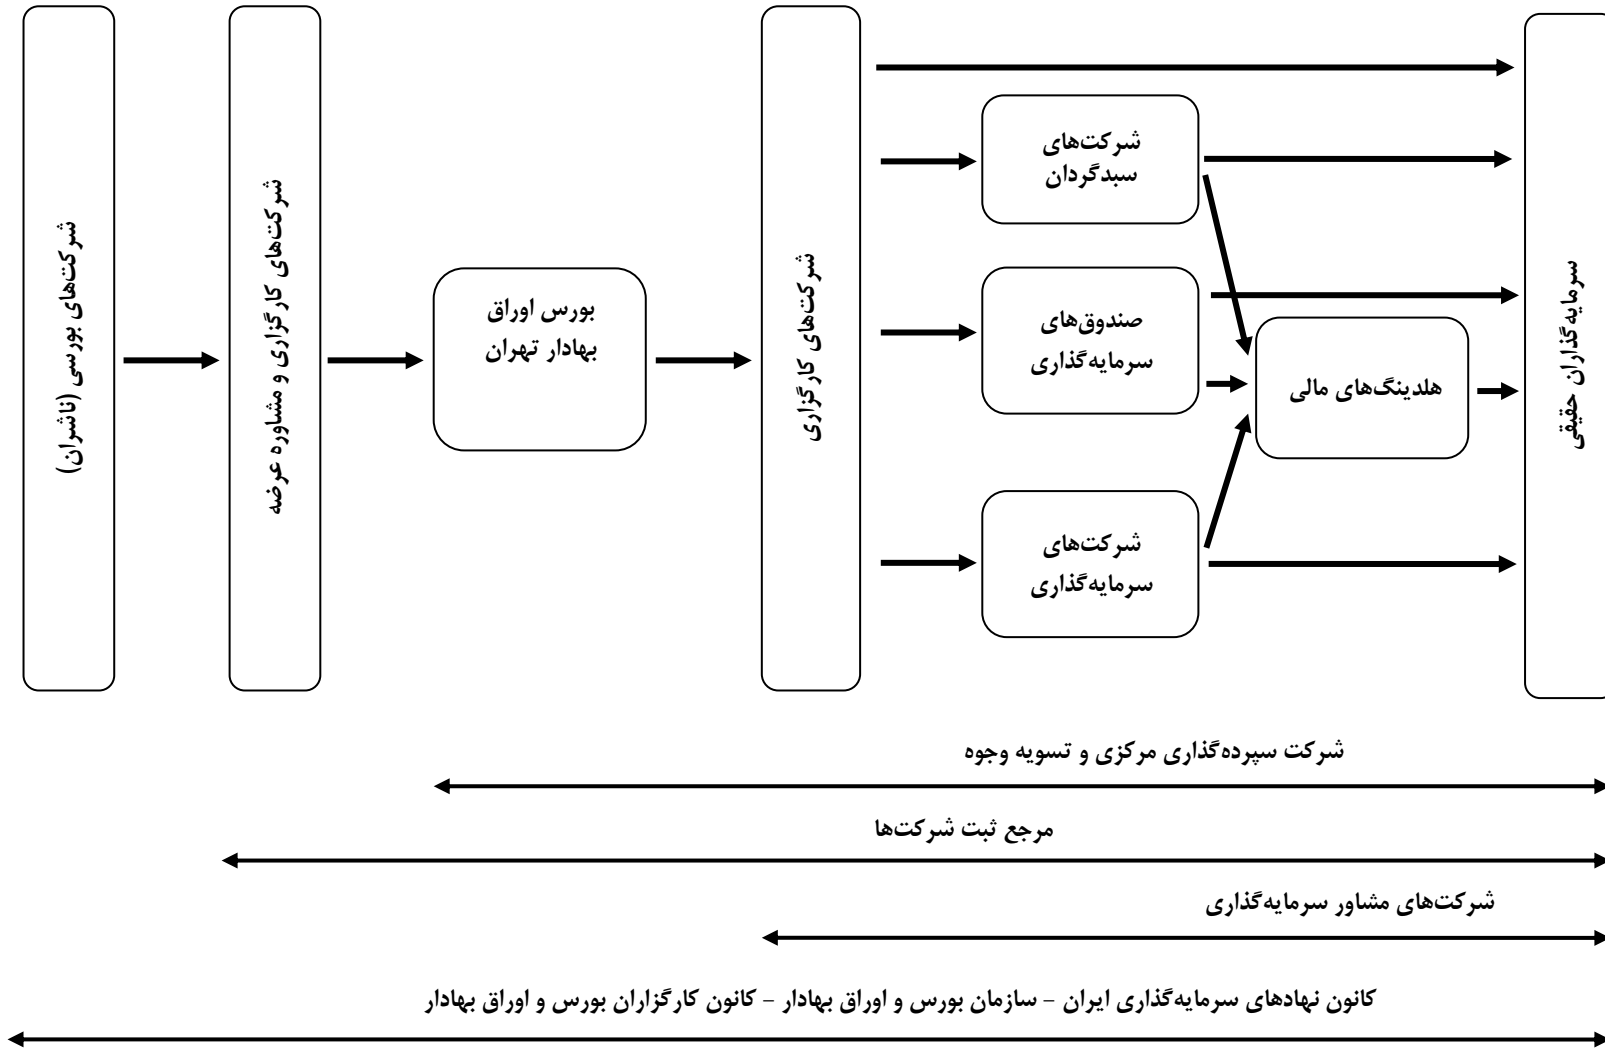 شرکت‌های بورسی (ناشران)
شرکت‌های کارگزاری و مشاوره عرضه
بورس اوراق
بهادار تهران
شرکت‌های کارگزاری
شرکت‌های
سبدگردان
صندوق‌های
سرمایه‌گذاری
شرکت‌های
سرمایه‌گذاری
هلدینگ‌های مالی
سرمایه‌گذاران حقیقی
شرکت سپرده‌گذاری مرکزی و تسویه وجوه
مرجع ثبت شرکت‌ها
شرکت‌های مشاور سرمایه‌گذاری
کانون نهادهای سرمایه‌گذاری ایران - سازمان بورس و اوراق بهادار - کانون کارگزاران بورس و اوراق بهادار